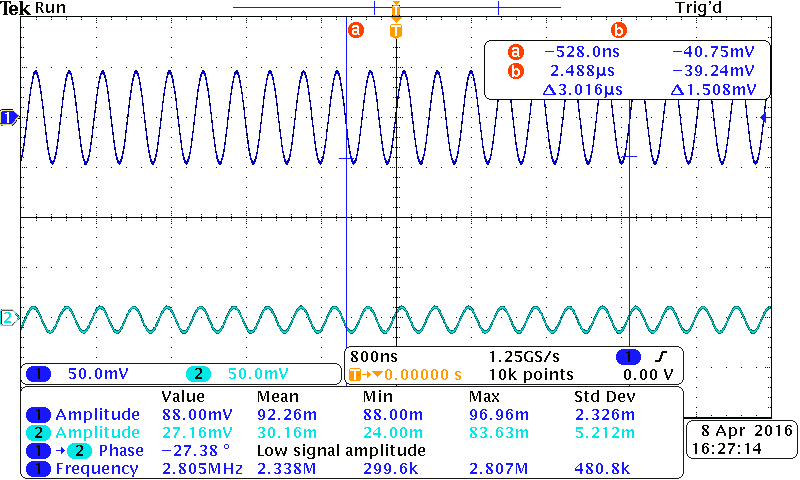 Tek Run Trig'd
T
a b
T
a −528.0ns −40.75mV
b 2.488µs −39.24mV
Δ3.016µs Δ1.508mV
1
2
1 50.0mV 2 50.0mV
800ns 1.25GS/s 1
T→▼0.00000 s 10k points 0.00 V
Value Mean Min Max Std Dev
1 Amplitude 88.00mV 92.26m 88.00m 96.96m 2.326m
2 Amplitude 27.16mV 30.16m 24.00m 83.63m 5.212m
1 → 2 Phase −27.38 ° Low signal amplitude
1 Frequency 2.805MHz 2.338M 299.6k 2.807M 480.8k
8 Apr 2016
16:27:14